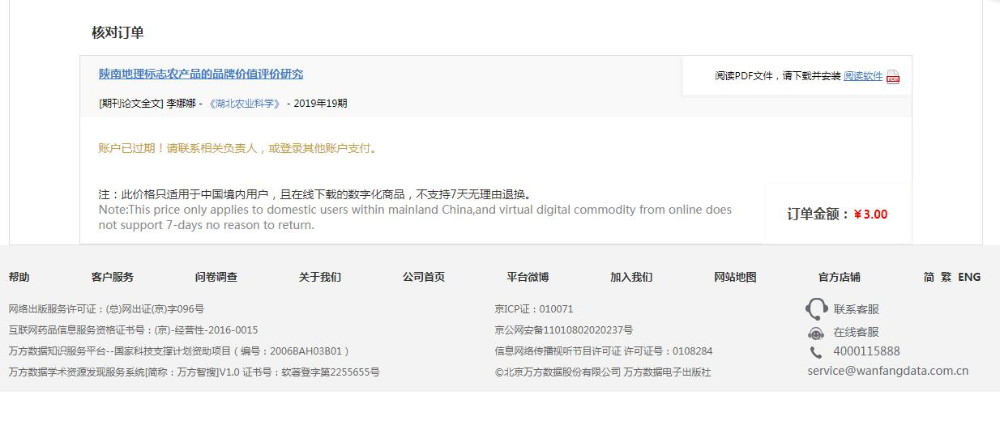 核对订单
陕南地理标志农产品的品牌价值评价研究
阅读PDF文件，请下载并安装 阅读软件
[期刊论文全文] 李娜娜 - 《湖北农业科学》 - 2019年19期
账户已过期！请联系相关负责人，或登录其他账户支付。
注：此价格只适用于中国境内用户，且在线下载的数字化商品，不支持7天无理由退换。
Note:This price only applies to domestic users within mainland China,and virtual digital commodity from online does
not support 7-days no reason to return.
订单金额：¥3.00
帮助 客户服务 问卷调查 关于我们 公司首页 平台微博 加入我们 网站地图 官方店铺 简 繁 ENG
网络出版服务许可证：(总)网出证(京)字096号
互联网药品信息服务资格证书号：(京)-经营性-2016-0015
万方数据知识服务平台--国家科技支撑计划资助项目（编号：2006BAH03B01）
万方数据学术资源发现服务系统[简称：万方智搜]V1.0 证书号：软著登字第2255655号
京ICP证：010071
京公网安备11010802020237号
信息网络传播视听节目许可证 许可证号：0108284
©北京万方数据股份有限公司 万方数据电子出版社
联系客服
在线客服
4000115888
service@wanfangdata.com.cn